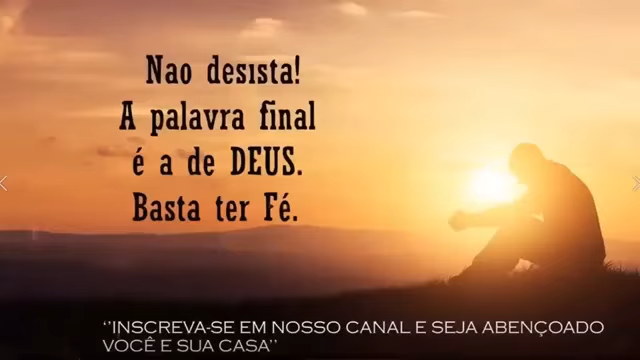 Nao desista!
A palavra final
é a de DEUS.
Basta ter Fé.
‘’INSCREVA-SE EM NOSSO CANAL E SEJA ABENÇOADO
VOCÊ E SUA CASA’’